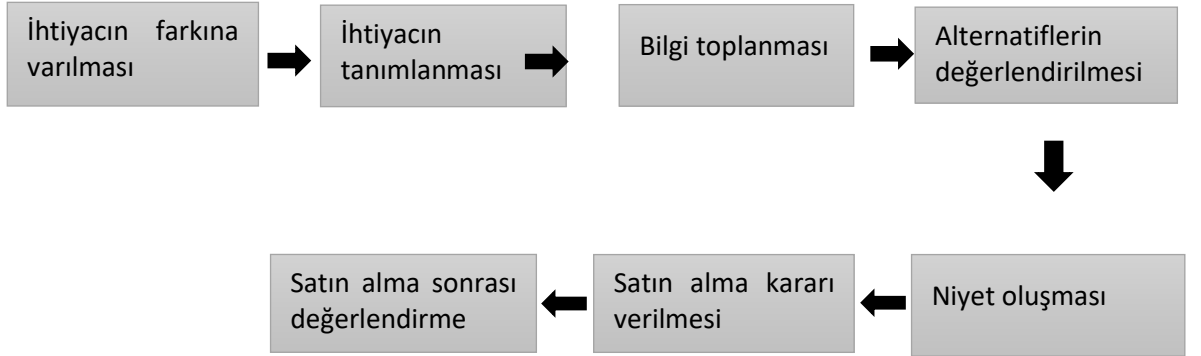 İhtiyacın farkına
varılması
İhtiyacın
tanımlanması
Bilgi toplanması
Alternatiflerin
değerlendirilmesi
Niyet oluşması
Satın alma kararı
verilmesi
Satın alma sonrası
değerlendirme